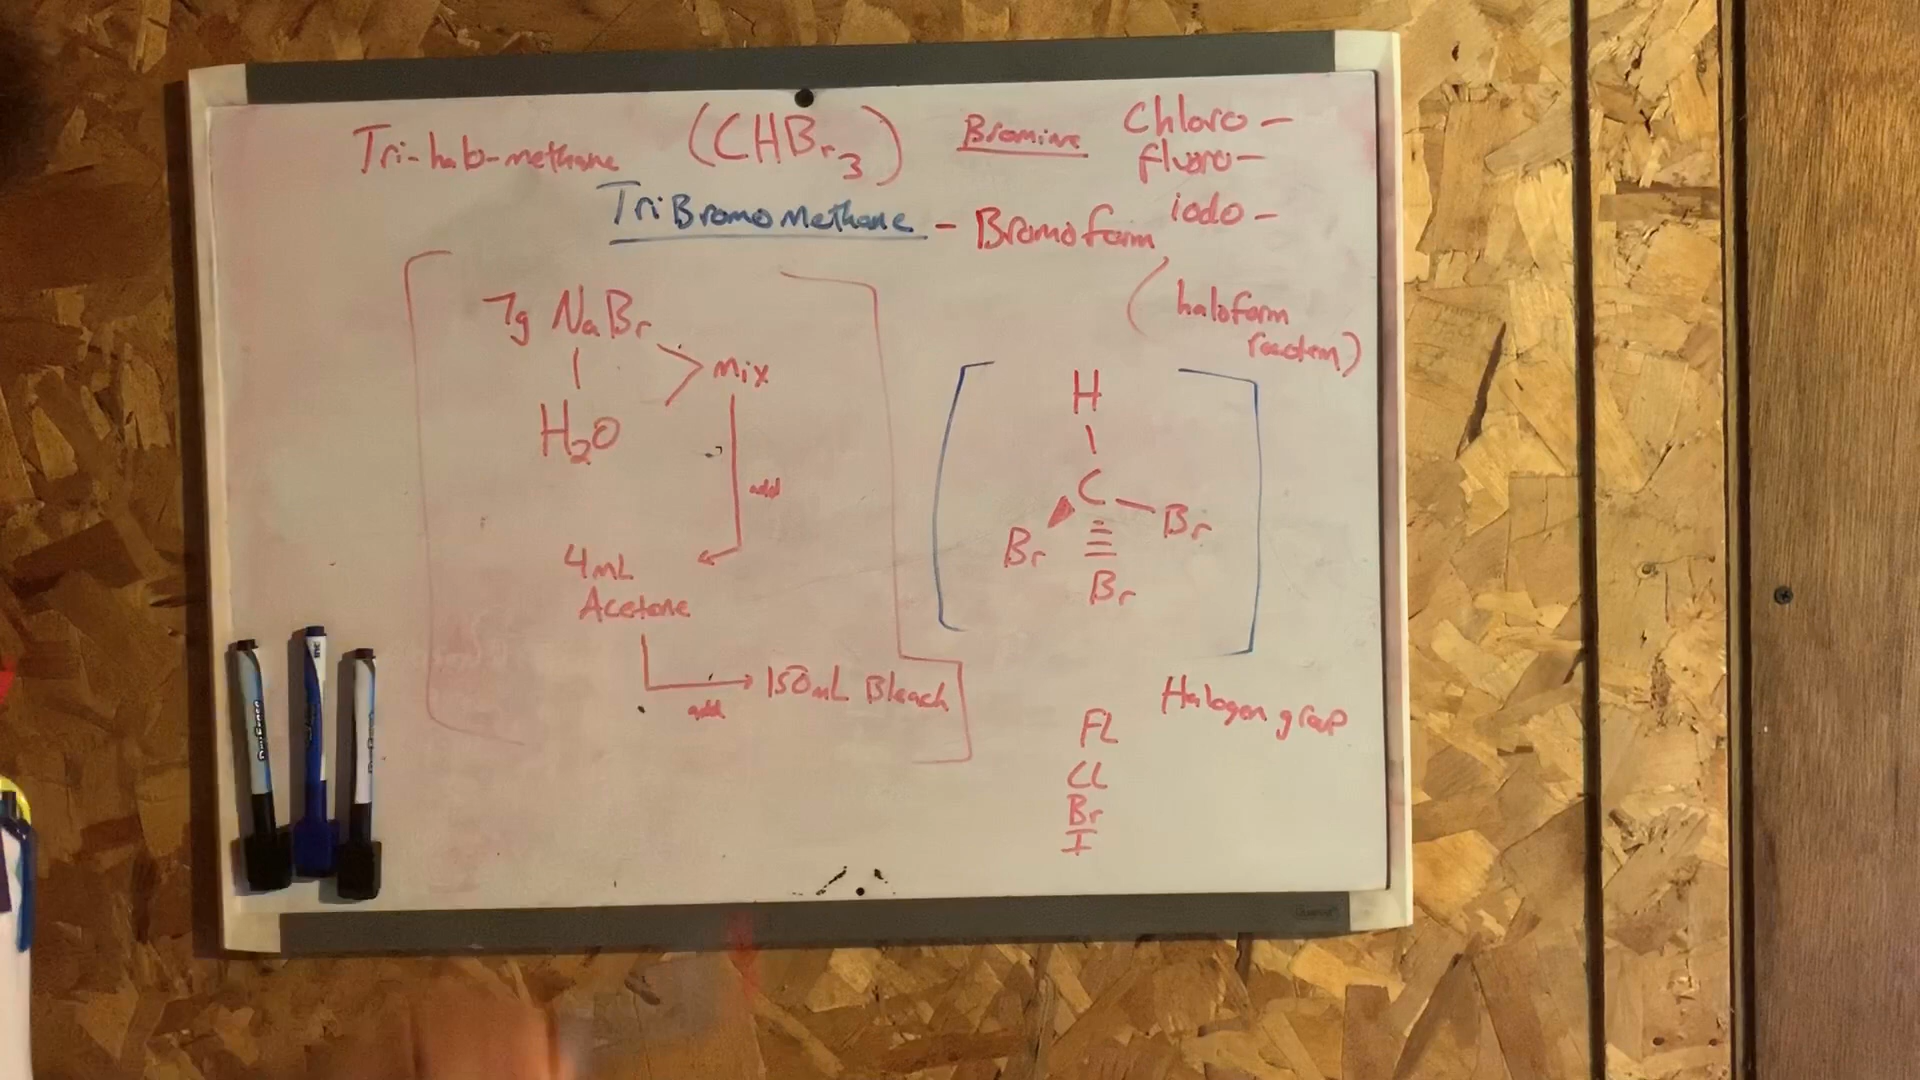 Tri-halo-methane (CHBr3) Bromine Chloro-
fluoro-
iodo-
TriBromoMethane - Bromoform
(haloform
reaction)
7g NaBr
H2O
Mix
add
4mL
Acetone
add
150mL Bleach
H
C
Br
Br
Br
Halogen group
FL
CL
Br
I